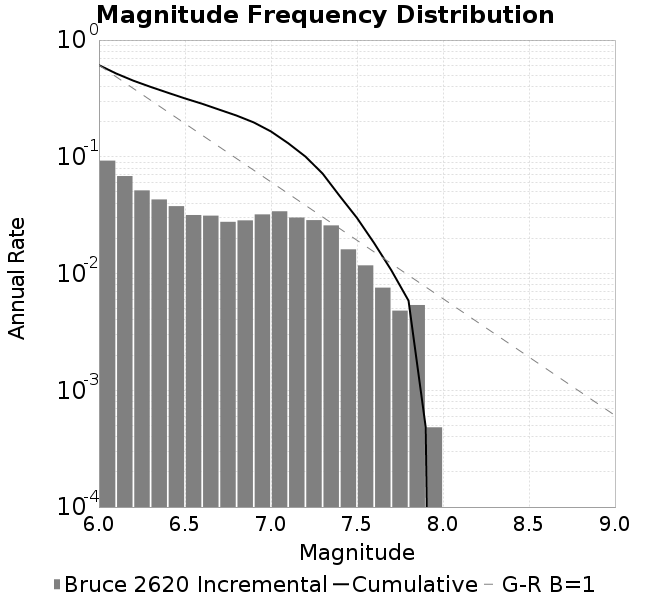 Magnitude Frequency Distribution
10^0
10^-1
10^-2
10^-3
10^-4
Annual Rate
6.0 6.5 7.0 7.5 8.0 8.5 9.0
Magnitude
Bruce 2620 Incremental Cumulative G-R B=1